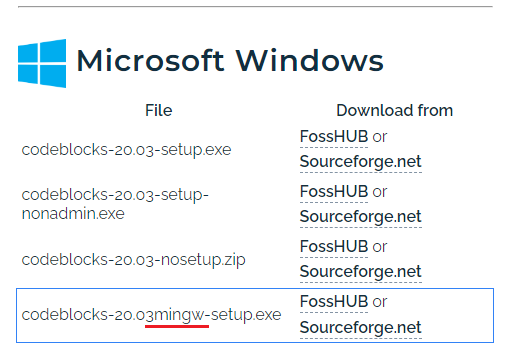 Microsoft Windows
File Download from
codeblocks-20.03-setup.exe FossHUB or
Sourceforge.net
codeblocks-20.03-setup- FossHUB or
nonadmin.exe Sourceforge.net
codeblocks-20.03-nosetup.zip FossHUB or
Sourceforge.net
codeblocks-20.03mingw-setup.exe FossHUB or
Sourceforge.net